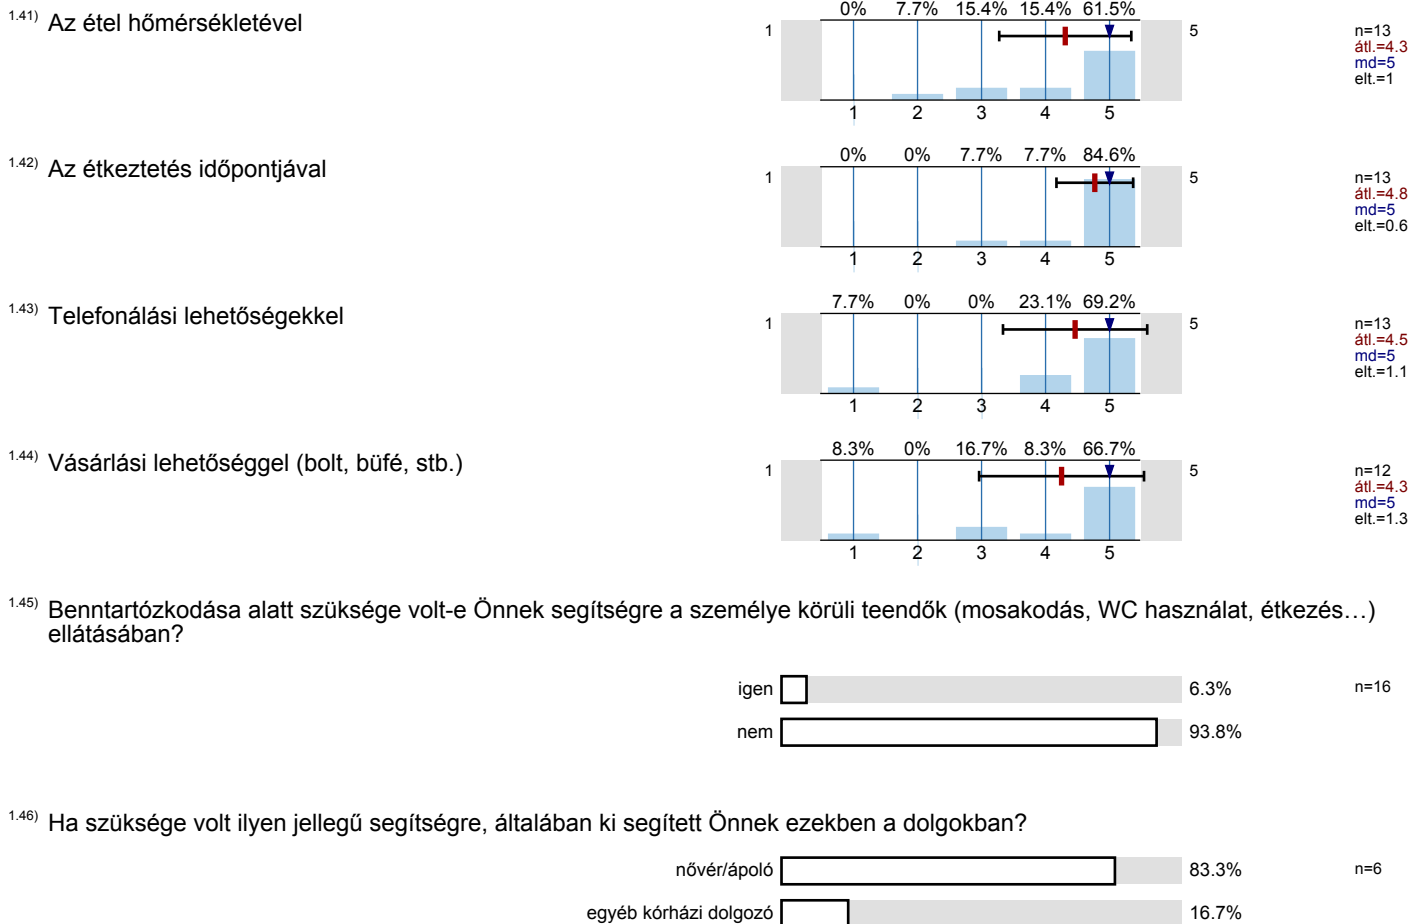 1.41) Az étel hőmérsékletével
0% 7.7% 15.4% 15.4% 61.5%
1 5
1 2 3 4 5
n=13
átl.=4.3
md=5
elt.=1
1.42) Az étkeztetés időpontjával
0% 0% 7.7% 7.7% 84.6%
1 5
1 2 3 4 5
n=13
átl.=4.8
md=5
elt.=0.6
1.43) Telefonálási lehetőségekkel
7.7% 0% 0% 23.1% 69.2%
1 5
1 2 3 4 5
n=13
átl.=4.5
md=5
elt.=1.1
1.44) Vásárlási lehetőséggel (bolt, büfé, stb.)
8.3% 0% 16.7% 8.3% 66.7%
1 5
1 2 3 4 5
n=12
átl.=4.3
md=5
elt.=1.3
1.45) Benntartózkodása alatt szüksége volt-e Önnek segítségre a személye körüli teendők (mosakodás, WC használat, étkezés…)
ellátásában?
igen 6.3% n=16
nem 93.8%
1.46) Ha szüksége volt ilyen jellegű segítségre, általában ki segített Önnek ezekben a dolgokban?
nővér/ápoló 83.3% n=6
egyéb kórházi dolgozó 16.7%